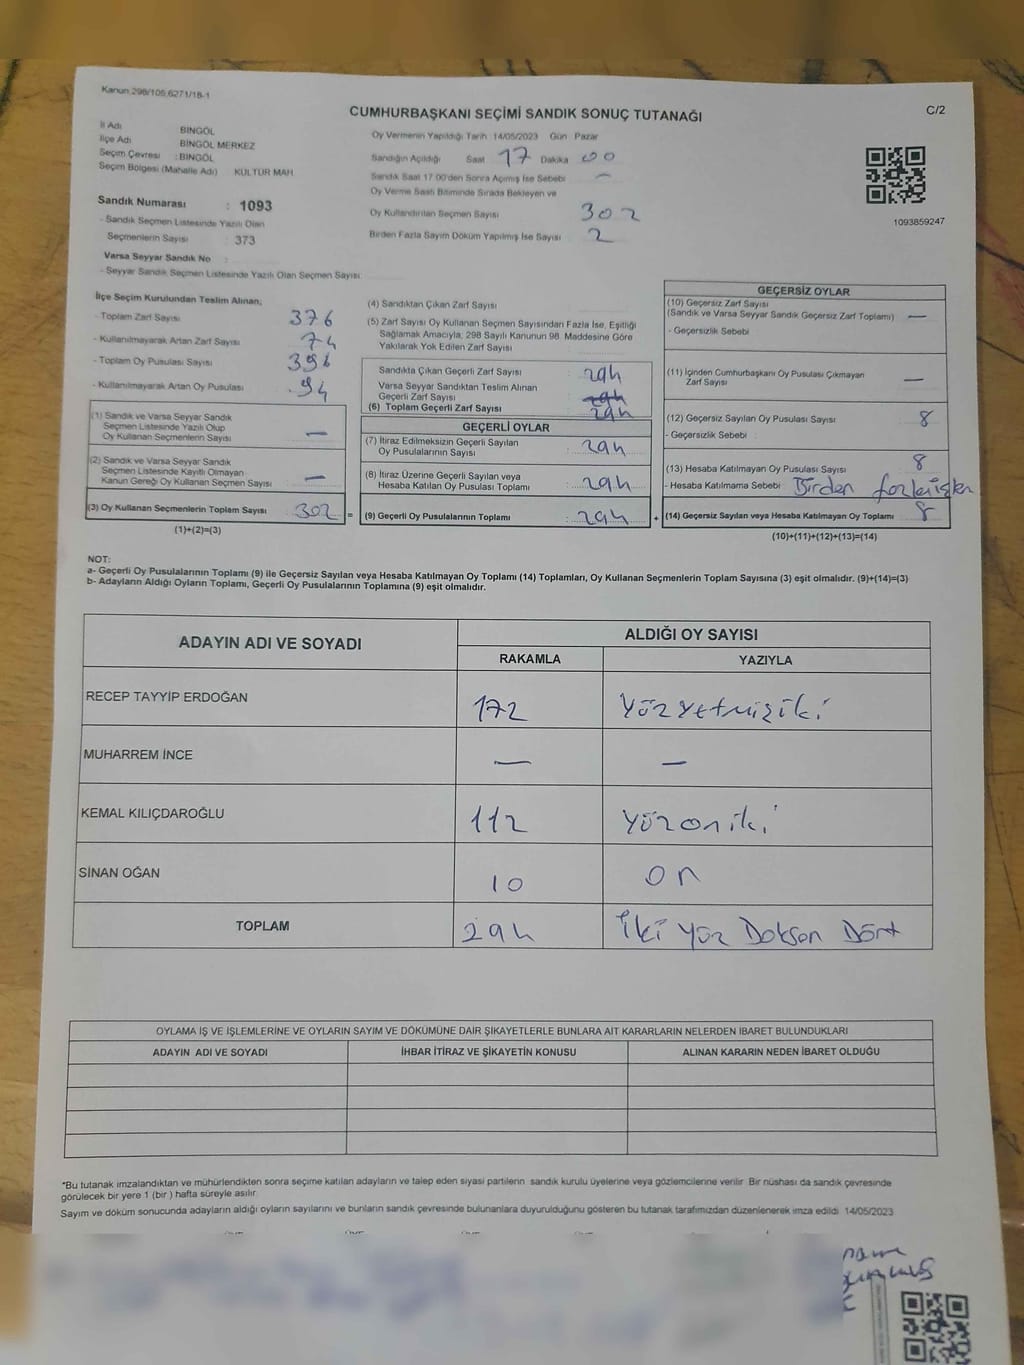 Kanun 298/106,6271/18-1
CUMHURBAŞKANI SEÇİMİ SANDIK SONUÇ TUTANAĞI
C/2
İl Adı BİNGÖL
İlçe Adı BİNGÖL MERKEZ
Seçim Çevresi : BİNGÖL
Seçim Bölgesi (Mahalle Adı) KÜLTÜR MAH.
Sandık Numarası : 1093
- Sandık Seçmen Listesinde Yazılı Olan
Seçmenlerin Sayısı : 373
Varsa Seyyar Sandık No :
- Seyyar Sandık Seçmen Listesinde Yazılı Olan Seçmen Sayısı
Oy Vermenin Yapıldığı Tarih 14/05/2023 Gün Pazar
Sandığın Açıldığı Saat 17 Dakika 00
Sandık Saat 17.00'den Sonra Açılmış İse Sebebi –
Oy Verme Saati Bitiminde Sırada Bekleyen ve
Oy Kullandırılan Seçmen Sayısı 302
Birden Fazla Sayım Döküm Yapılmış İse Sayısı 2
1093859247
İlçe Seçim Kurulundan Teslim Alınan;
- Toplam Zarf Sayısı 376
- Kullanılmayarak Artan Zarf Sayısı 74
- Toplam Oy Pusulası Sayısı 396
- Kullanılmayarak Artan Oy Pusulası 94
(1) Sandık ve Varsa Seyyar Sandık
Seçmen Listesinde Yazılı Olup
Oy Kullanan Seçmenlerin Sayısı –
(2) Sandık ve Varsa Seyyar Sandık
Seçmen Listesinde Kayıtlı Olmayan
Kanun Gereği Oy Kullanan Seçmen Sayısı –
(3) Oy Kullanan Seçmenlerin Toplam Sayısı 302 =
(1)+(2)=(3)
(4) Sandıktan Çıkan Zarf Sayısı
(5) Zarf Sayısı Oy Kullanan Seçmen Sayısından Fazla İse, Eşitliği
Sağlamak Amacıyla; 298 Sayılı Kanunun 98. Maddesine Göre
Yakılarak Yok Edilen Zarf Sayısı
Sandıkta Çıkan Geçerli Zarf Sayısı : 294
Varsa Seyyar Sandıktan Teslim Alınan
Geçerli Zarf Sayısı : 294
(6) Toplam Geçerli Zarf Sayısı : 294
GEÇERLİ OYLAR
(7) İtiraz Edilmeksizin Geçerli Sayılan
Oy Pusulalarının Sayısı : 294
(8) İtiraz Üzerine Geçerli Sayılan veya
Hesaba Katılan Oy Pusulası Toplamı : 294
(9) Geçerli Oy Pusulalarının Toplamı : 294 +
GEÇERSİZ OYLAR
(10) Geçersiz Zarf Sayısı
(Sandık ve Varsa Seyyar Sandık Geçersiz Zarf Toplamı) –
- Geçersizlik Sebebi
(11) İçinden Cumhurbaşkanı Oy Pusulası Çıkmayan
Zarf Sayısı –
(12) Geçersiz Sayılan Oy Pusulası Sayısı 8
- Geçersizlik Sebebi :
(13) Hesaba Katılmayan Oy Pusulası Sayısı 8
- Hesaba Katılmama Sebebi : Birden
(14) Geçersiz Sayılan veya Hesaba Katılmayan Oy Toplamı 8
(10)+(11)+(12)+(13)=(14)
NOT:
a- Geçerli Oy Pusulalarının Toplamı (9) ile Geçersiz Sayılan veya Hesaba Katılmayan Oy Toplamı (14) Toplamları, Oy Kullanan Seçmenlerin Toplam Sayısına (3) eşit olmalıdır. (9)+(14)=(3)
b- Adayların Aldığı Oyların Toplamı, Geçerli Oy Pusulalarının Toplamına (9) eşit olmalıdır.
ADAYIN ADI VE SOYADI
ALDIĞI OY SAYISI
RAKAMLA YAZIYLA
RECEP TAYYİP ERDOĞAN 172 Yüzyetmişiki
MUHARREM İNCE – –
KEMAL KILIÇDAROĞLU 112 Yüzoniki
SİNAN OĞAN 10 on
TOPLAM 294 İki yüz Doksan Dört
OYLAMA İŞ VE İŞLEMLERİNE VE OYLARIN SAYIM VE DÖKÜMÜNE DAİR ŞİKAYETLERLE BUNLARA AİT KARARLARIN NELERDEN İBARET BULUNDUKLARI
ADAYIN ADI VE SOYADI İHBAR İTİRAZ VE ŞİKAYETİN KONUSU ALINAN KARARIN NEDEN İBARET OLDUĞU
*Bu tutanak imzalandıktan ve mühürlendikten sonra seçime katılan adayların ve talep eden siyasi partilerin sandık kurulu üyelerine veya gözlemcilerine verilir. Bir nüshası da sandık çevresinde
görülecek bir yere 1 (bir ) hafta süreyle asılır.
Sayım ve döküm sonucunda adayların aldığı oyların sayılarını ve bunların sandık çevresinde bulunanlara duyurulduğunu gösteren bu tutanak tarafımızdan düzenlenerek imza edildi 14/05/2023